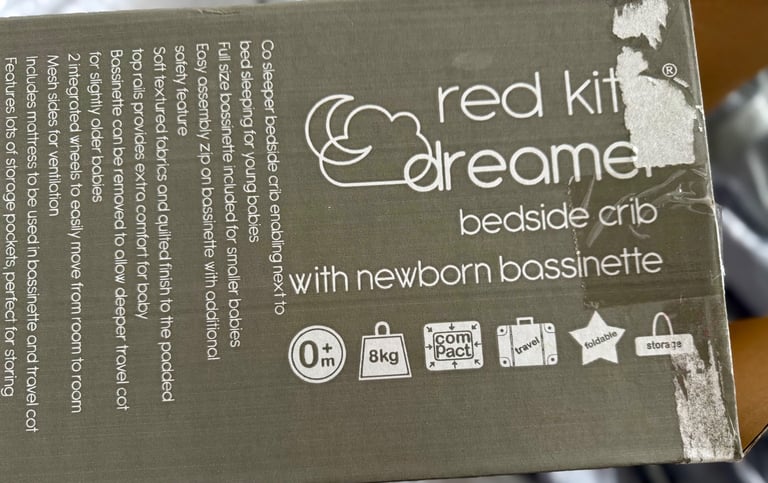 red kit
®
dreamer
bedside crib
with newborn bassinette
0+
m
8kg
com
Pact
travel
foldable
storage
Co sleeper bedside crib enabling next to
bed sleeping for young babies
Full size bassinette included for smaller babies
Easy assembly zip on bassinette with additional
safety feature
Soft textured fabrics and quilted finish to the padded
top rails provides extra comfort for baby
Bassinette can be removed to allow deeper travel cot
for slightly older babies
2 integrated wheels to easily move from room to room
Mesh sides for ventilation
Includes mattress to be used in bassinette and travel cot
Features lots of storage pockets, perfect for storing